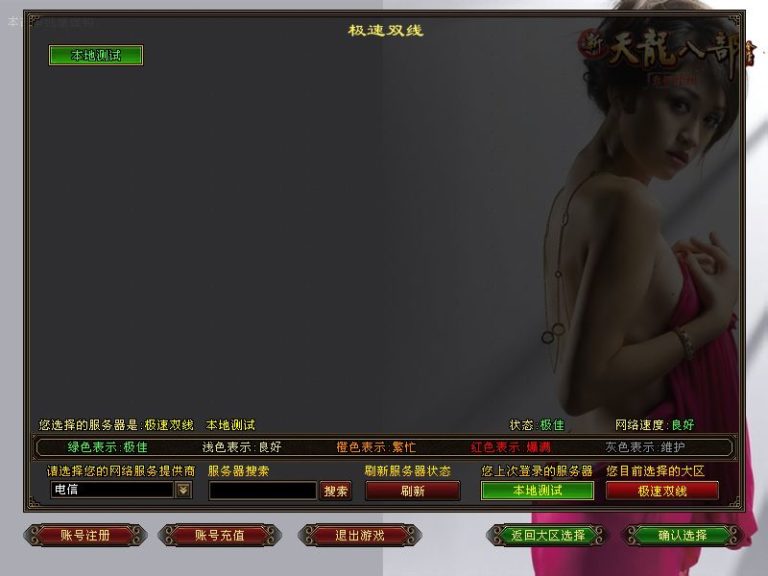 极速双线
新天龍八部
本地测试
您选择的服务器是:极速双线 本地测试 状态:极佳 网络速度:良好
绿色表示:极佳 浅色表示:良好 橙色表示:繁忙 红色表示:爆满 灰色表示:维护
请选择您的网络服务提供商 服务器搜索 刷新服务器状态 您上次登录的服务器 您目前选择的大区
电信 搜索 刷新 本地测试 极速双线
账号注册 账号充值 退出游戏 返回大区选择 确认选择